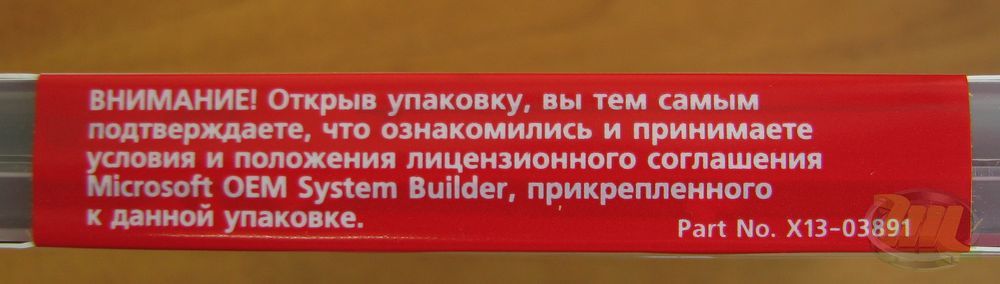 ВНИМАНИЕ! Открыв упаковку, вы тем самым
подтверждаете, что ознакомились и принимаете
условия и положения лицензионного соглашения
Microsoft OEM System Builder, прикрепленного
к данной упаковке.
Part No. X13-03891